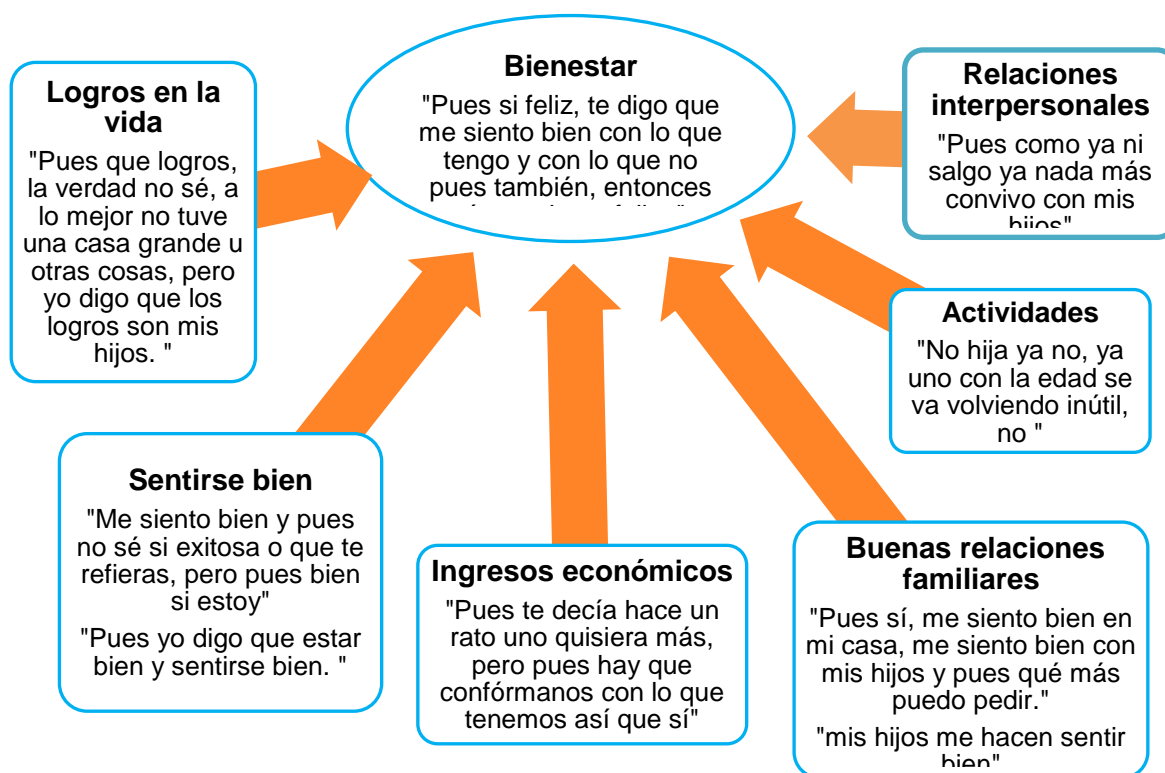 Bienestar
"Pues si feliz, te digo que
me siento bien con lo que
tengo y con lo que no
pues también, entonces
Logros en la
vida
"Pues que logros,
la verdad no sé, a
lo mejor no tuve
una casa grande u
otras cosas, pero
yo digo que los
logros son mis
hijos. "
Relaciones
interpersonales
"Pues como ya ni
salgo ya nada más
convivo con mis
hijos"
Actividades
"No hija ya no, ya
uno con la edad se
va volviendo inútil,
no "
Sentirse bien
"Me siento bien y pues
no sé si exitosa o que te
refieras, pero pues bien
si estoy"
"Pues yo digo que estar
bien y sentirse bien. "
Ingresos económicos
"Pues te decía hace un
rato uno quisiera más,
pero pues hay que
confórmanos con lo que
tenemos así que sí"
Buenas relaciones
familiares
"Pues sí, me siento bien en
mi casa, me siento bien con
mis hijos y pues qué más
puedo pedir."
"mis hijos me hacen sentir
bien"